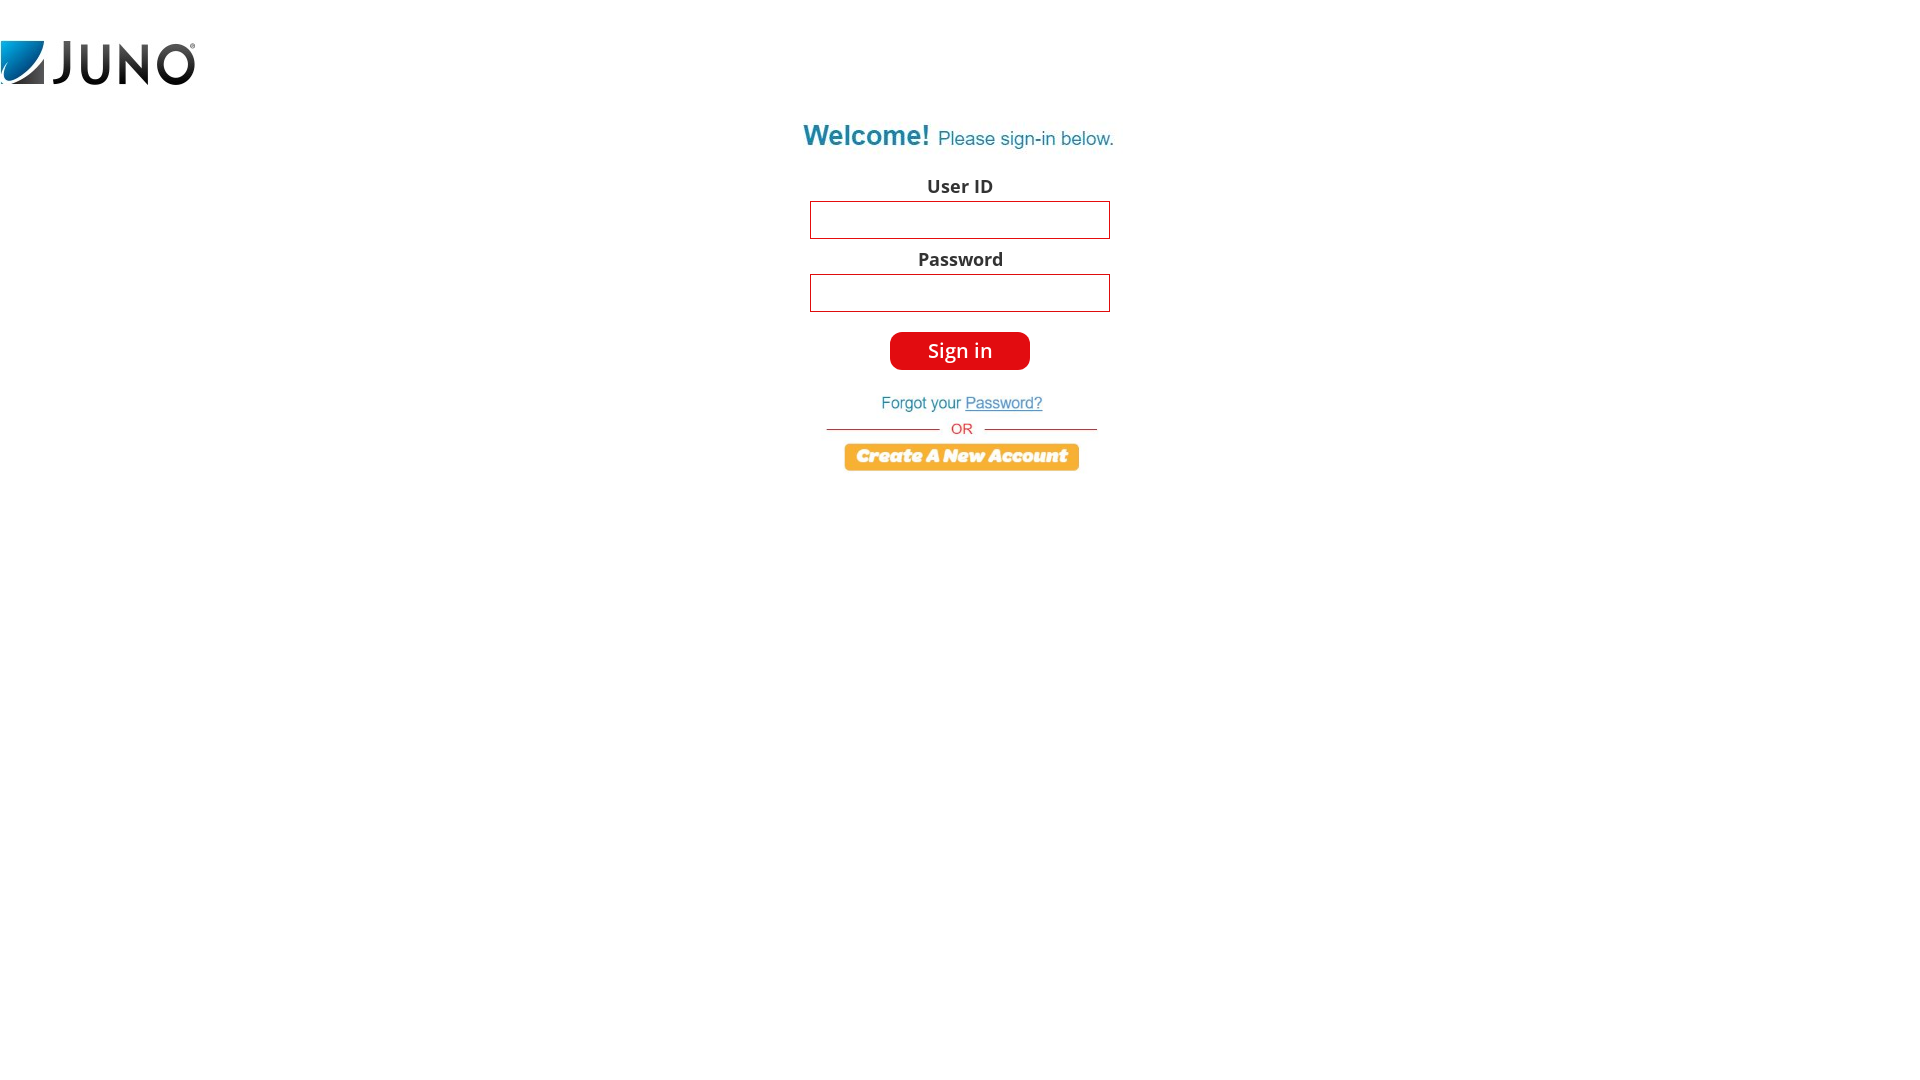 JUNO®
Welcome! Please sign-in below.
User ID
Password
Sign in
Forgot your Password?
OR
Create A New Account